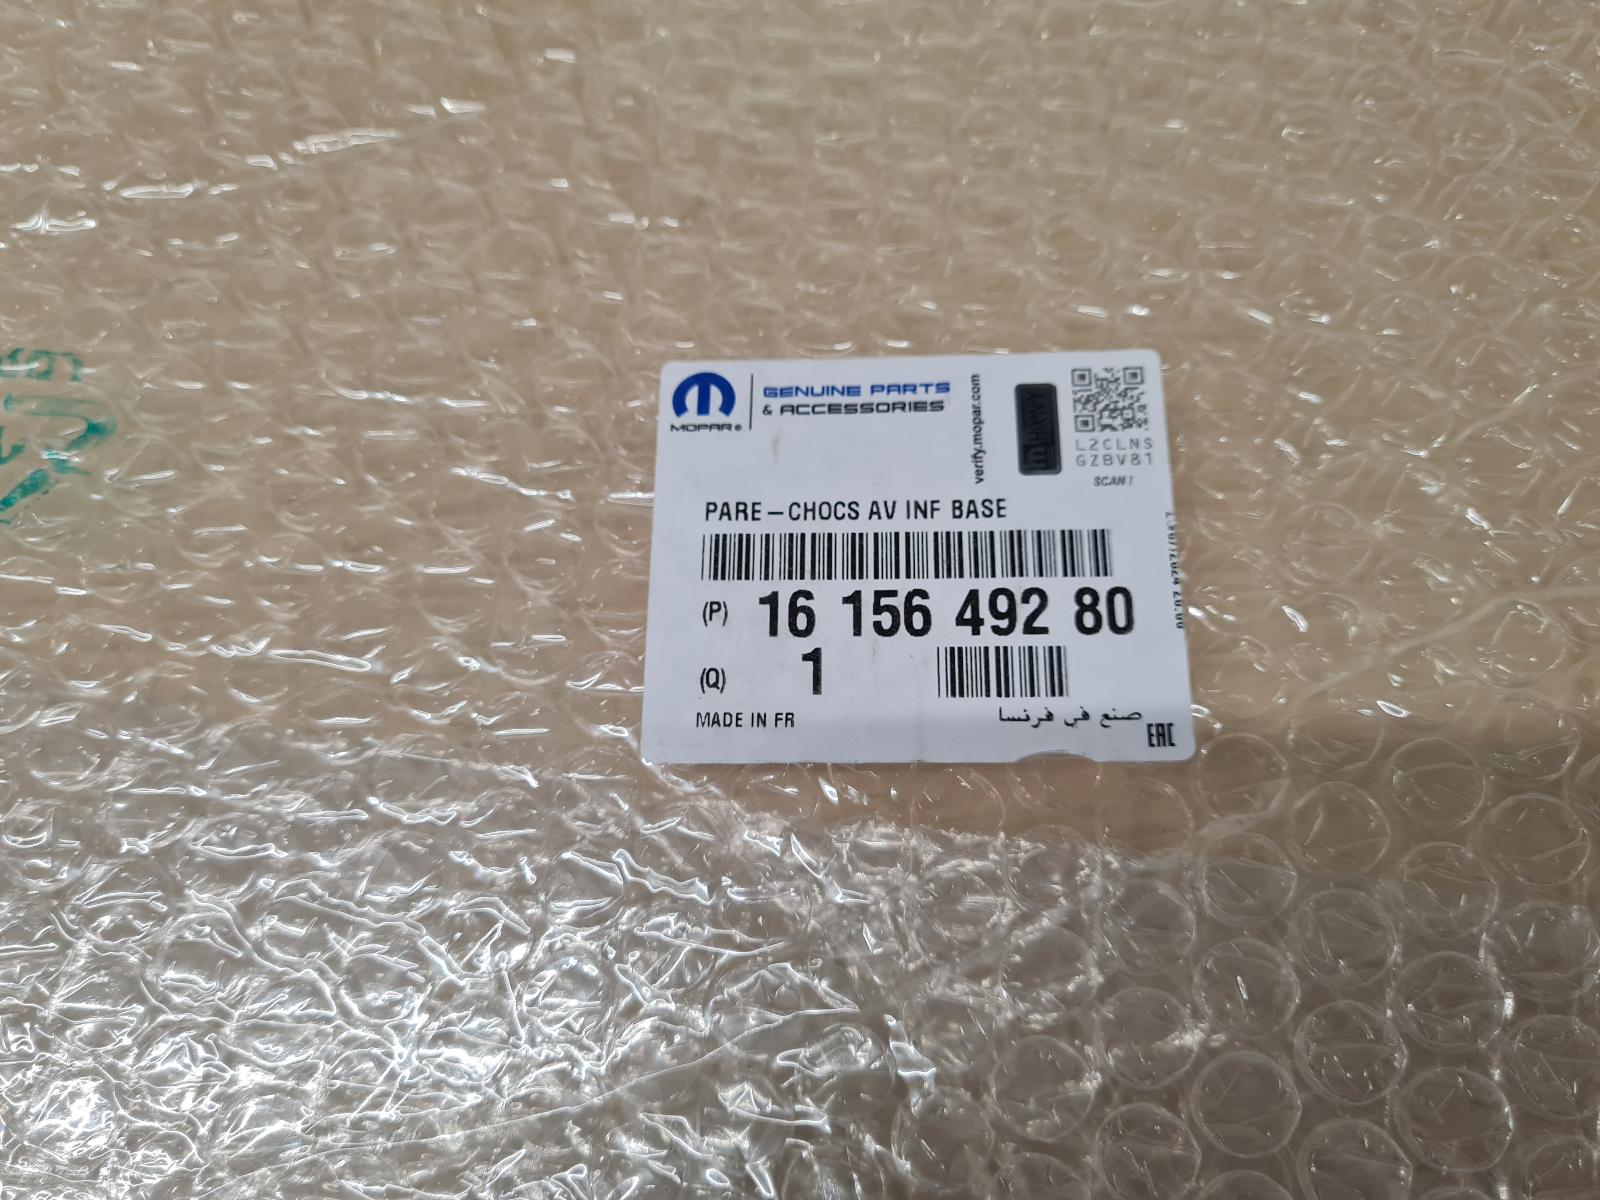 MOPAR®
GENUINE PARTS
& ACCESSORIES
verify.mopar.com
L2CLNS
GZBV81
SCAN!
PARE-CHOCS AV INF BASE
(P) 16 156 492 80
(Q) 1
MADE IN FR
صنع في فرنسا
EAC